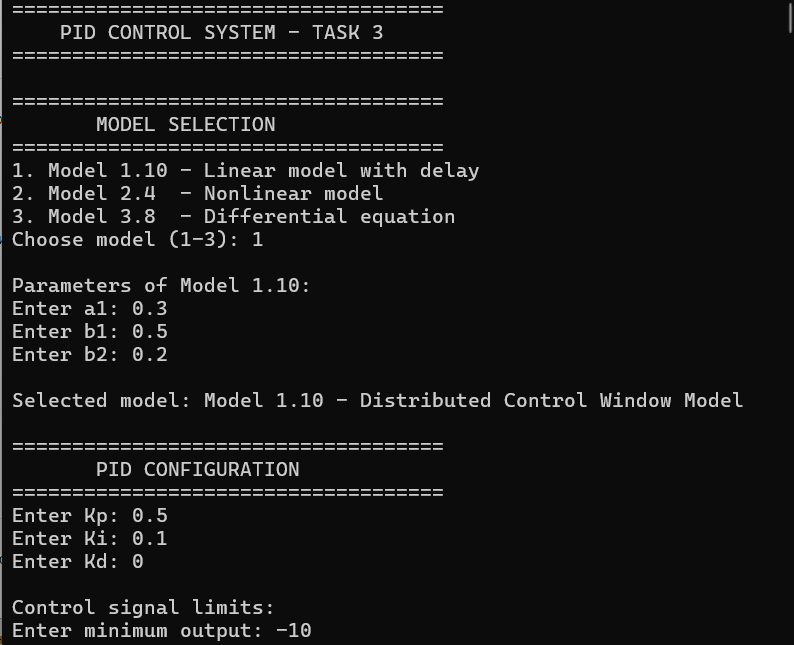 ====================================
PID CONTROL SYSTEM - TASK 3
====================================
====================================
MODEL SELECTION
====================================
1. Model 1.10 - Linear model with delay
2. Model 2.4  - Nonlinear model
3. Model 3.8  - Differential equation
Choose model (1-3): 1
Parameters of Model 1.10:
Enter a1: 0.3
Enter b1: 0.5
Enter b2: 0.2
Selected model: Model 1.10 - Distributed Control Window Model
====================================
PID CONFIGURATION
====================================
Enter Kp: 0.5
Enter Ki: 0.1
Enter Kd: 0
Control signal limits:
Enter minimum output: -10